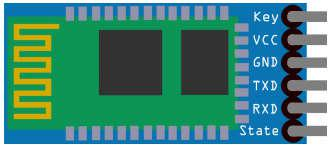 Key
VCC
GND
TXD
RXD
State